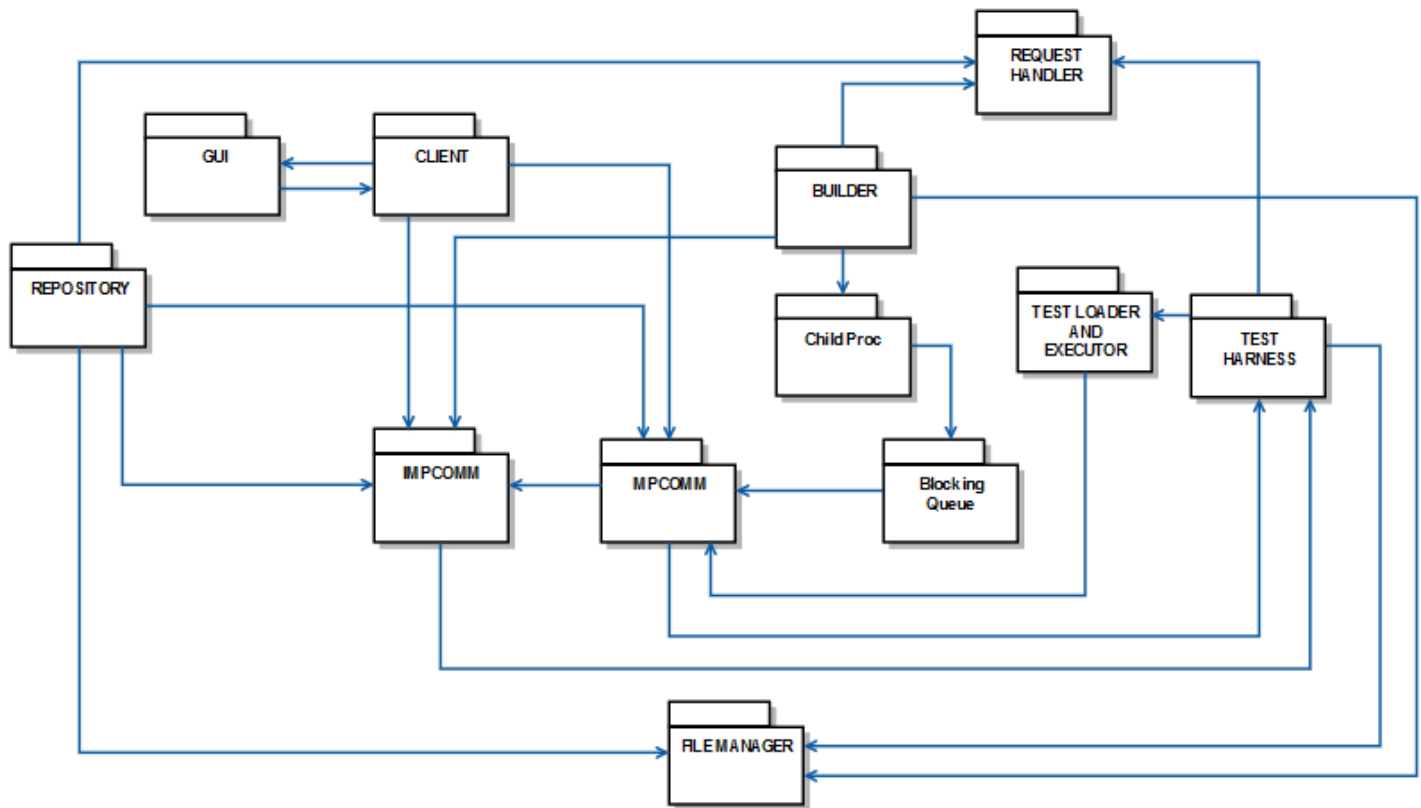 REQUEST
HANDLER
GUI
CLIENT
BUILDER
REPOSITORY
Child Proc
TEST LOADER
AND
EXECUTOR
TEST
HARNESS
IMPCOMM
MPCOMM
Blocking
Queue
FILE MANAGER